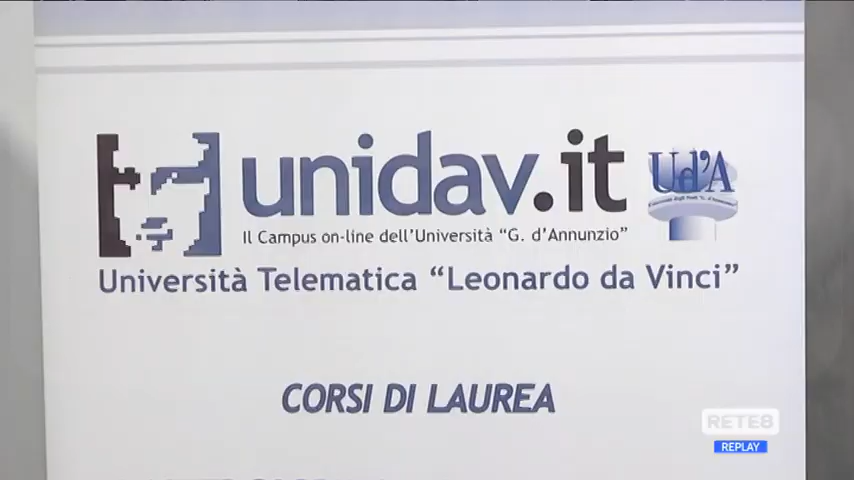 unidav.it
Ud'A
Il Campus on-line dell'Università "G. d'Annunzio"
Università Telematica "Leonardo da Vinci"
CORSI DI LAUREA
RETE8
REPLAY